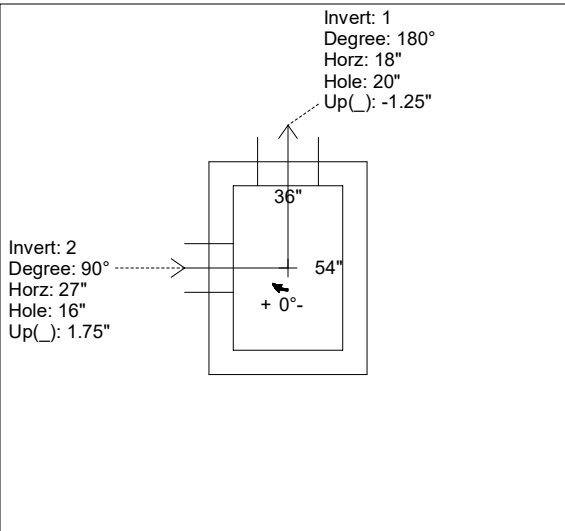 Invert: 1
Degree: 180°
Horz: 18"
Hole: 20"
Up(_): -1.25"
36"
Invert: 2
Degree: 90°
Horz: 27"
Hole: 16"
Up(_): 1.75"
54"
+ 0°-